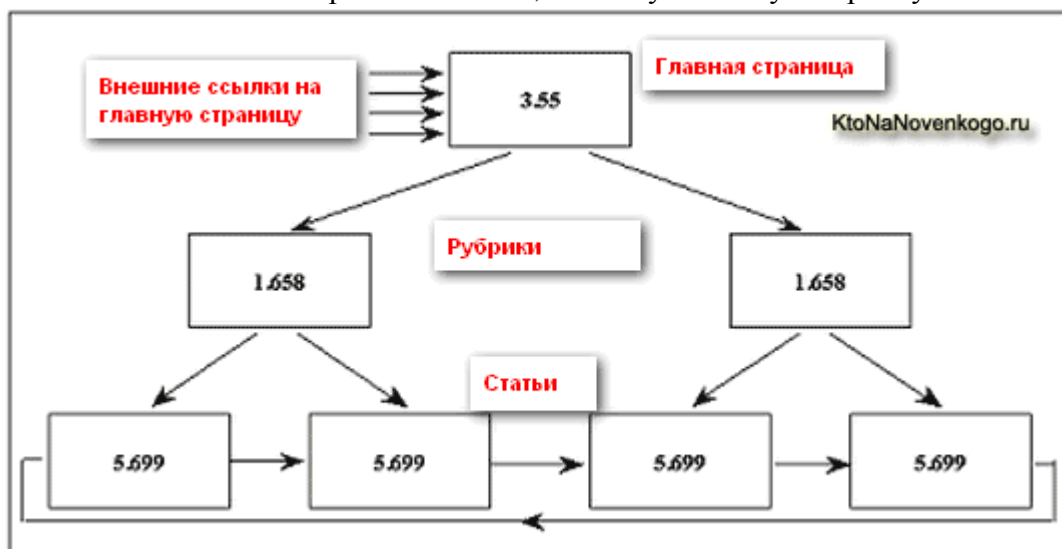 Внешние ссылки на
главную страницу
3.55
Главная страница
KtoNaNovenkogo.ru
Рубрики
1.658
1.658
Статьи
5.699
5.699
5.699
5.699